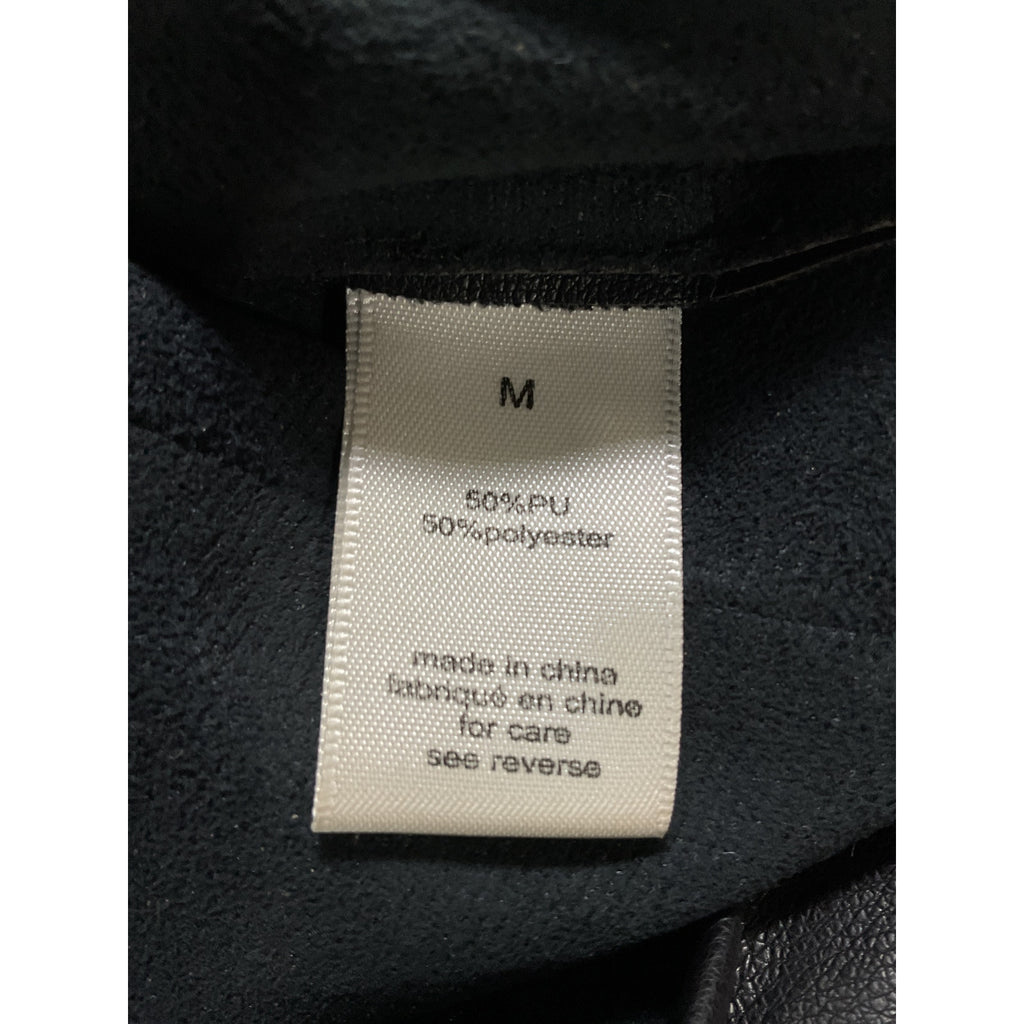 M
50%PU
50%polyester
made in china
fabriqué en chine
for care
see reverse